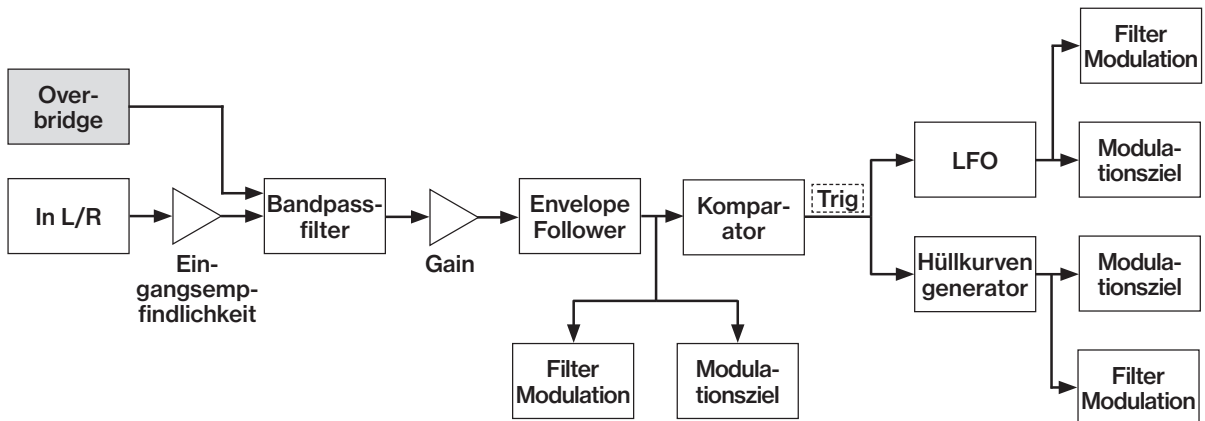 Over-
bridge
In L/R
Ein-
gangsemp-
findlichkeit
Bandpass-
filter
Gain
Envelope
Follower
Filter
Modulation
Modula-
tionsziel
Kompar-
ator
Trig
LFO
Filter
Modulation
Modula-
tionsziel
Hüllkurven
generator
Modula-
tionsziel
Filter
Modulation